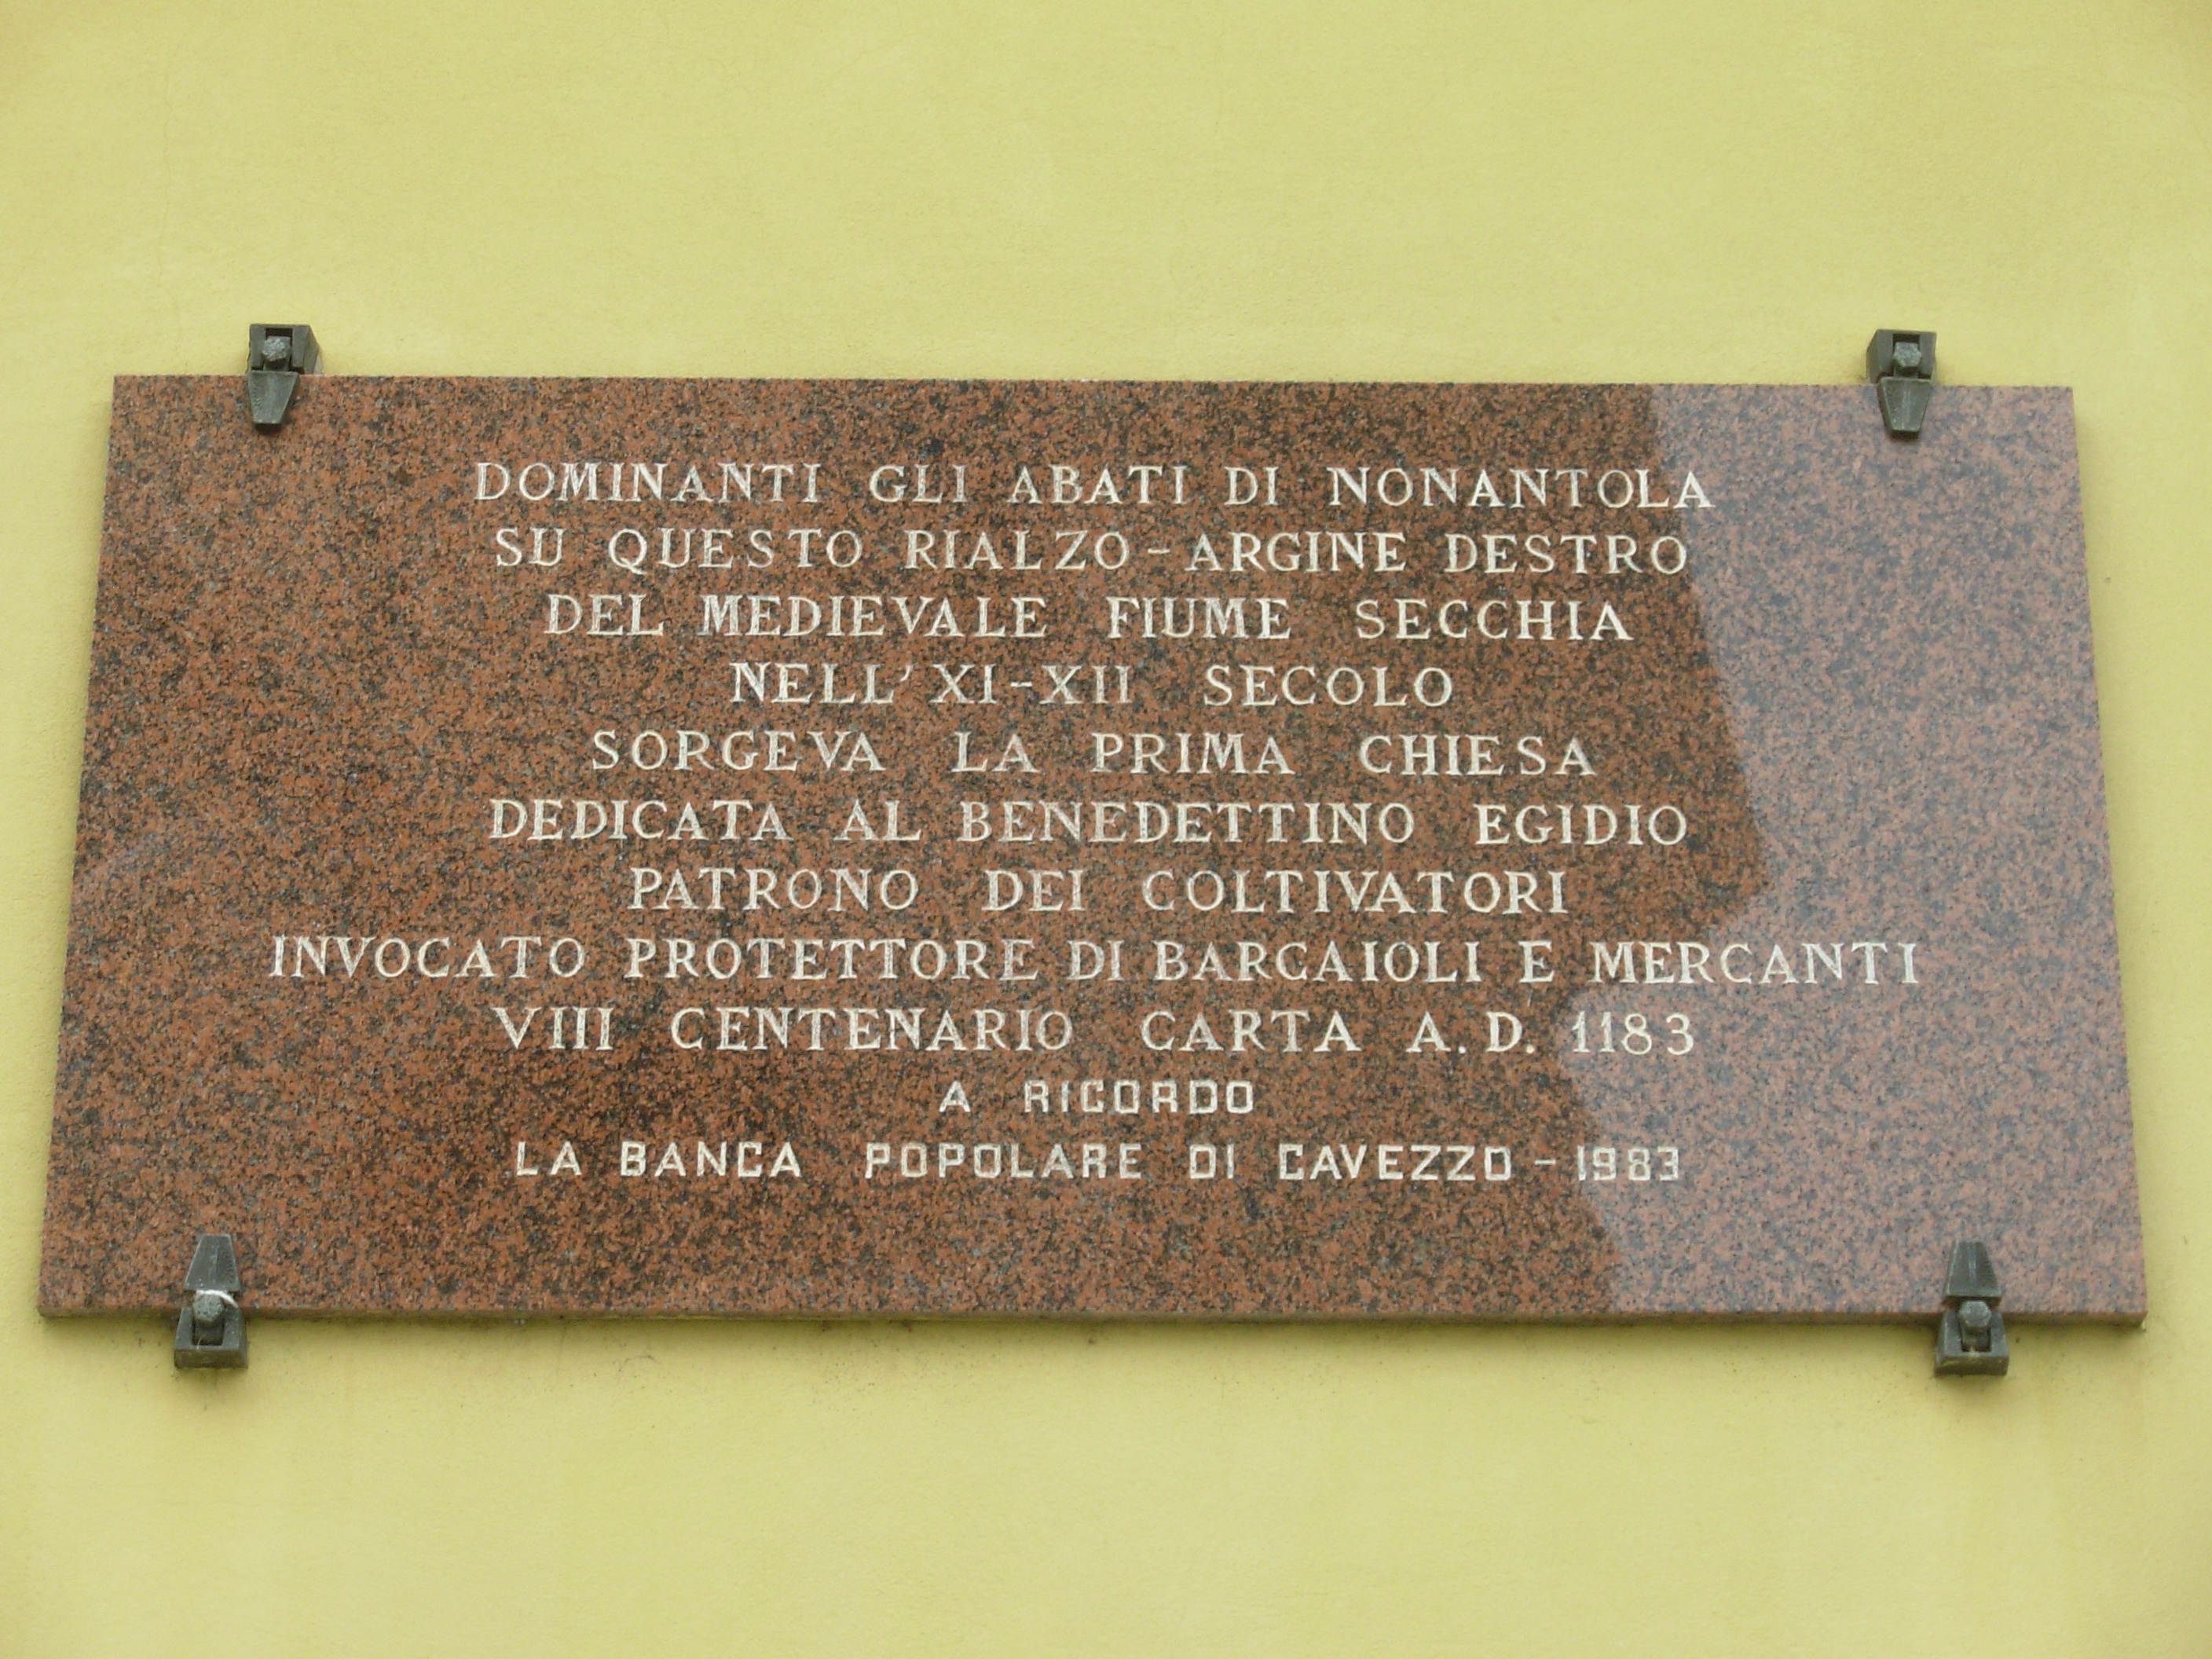 DOMINANTI GLI ABATI DI NONANTOLA
SU QUESTO RIALZO - ARGINE DESTRO
DEL MEDIEVALE FIUME SECCHIA
NELL' XI-XII SECOLO
SORGEVA LA PRIMA CHIESA
DEDICATA AL BENEDETTINO EGIDIO
PATRONO DEI COLTIVATORI
INVOCATO PROTETTORE DI BARCAIOLI E MERCANTI
VIII CENTENARIO CARTA A.D. 1183
A RICORDO
LA BANCA POPOLARE DI CAVEZZO - 1983